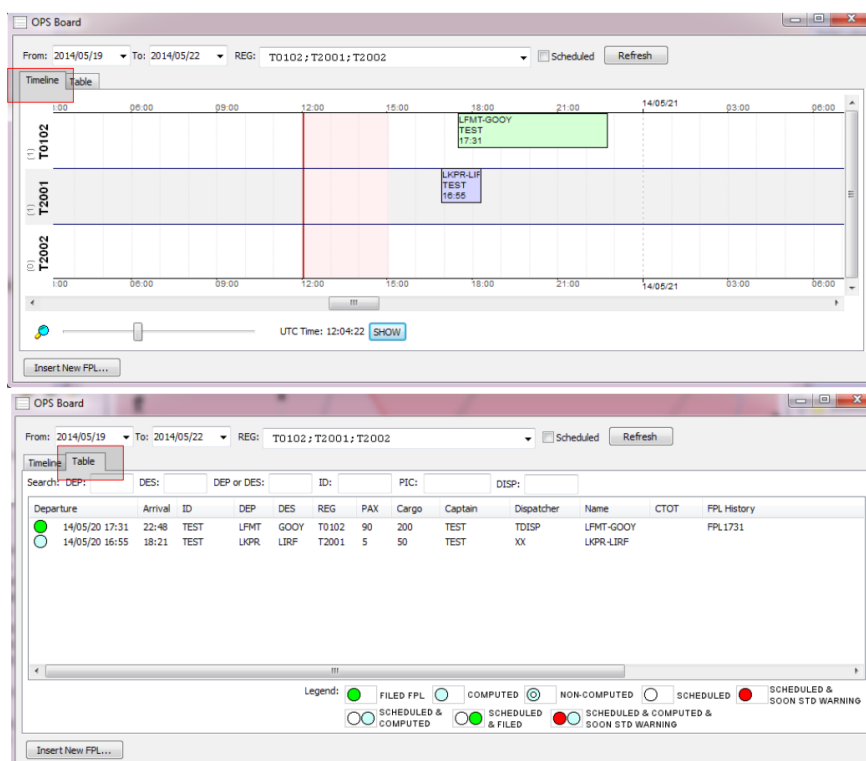 OPS Board
From: 2014/05/19 To: 2014/05/22 REG: T0102;T2001;T2002 Scheduled Refresh
Timeline Table
:00 06:00 09:00 12:00 15:00 18:00 21:00 14/05/21 03:00 06:00
(1) T0102
LFMT-GOOY
TEST
17:31
(1) T2001
LKPR-LIF
TEST
16:55
(0) T2002
:00 06:00 09:00 12:00 15:00 18:00 21:00 14/05/21 03:00 06:00
UTC Time: 12:04:22 SHOW
Insert New FPL...
OPS Board
From: 2014/05/19 To: 2014/05/22 REG: T0102;T2001;T2002 Scheduled Refresh
Timeline Table
Search: DEP: DES: DEP or DES: ID: PIC: DISP:
Departure Arrival ID DEP DES REG PAX Cargo Captain Dispatcher Name CTOT FPL History
14/05/20 17:31 22:48 TEST LFMT GOOY T0102 90 200 TEST TDISP LFMT-GOOY FPL1731
14/05/20 16:55 18:21 TEST LKPR LIRF T2001 5 50 TEST XX LKPR-LIRF
Legend: FILED FPL COMPUTED NON-COMPUTED SCHEDULED SCHEDULED & SOON STD WARNING
SCHEDULED & COMPUTED SCHEDULED & FILED SCHEDULED & COMPUTED & SOON STD WARNING
Insert New FPL...